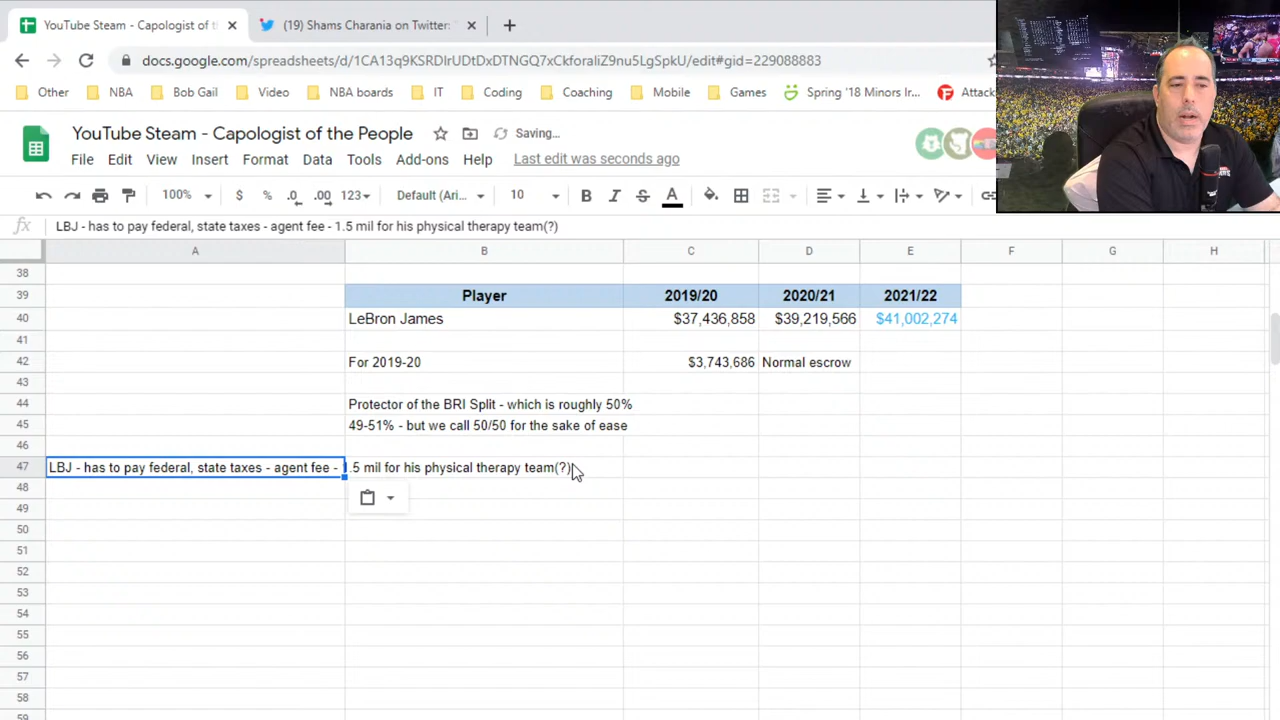 YouTube Steam - Capologist of t
(19) Shams Charania on Twitter:
docs.google.com/spreadsheets/d/1CA13q9KSRDIrUDtDxDTNGQ7xCkforaliZ9nu5LgSpkU/edit#gid=229088883
Other NBA Bob Gail Video NBA boards IT Coding Coaching Mobile Games Spring '18 Minors Ir... Attack
YouTube Steam - Capologist of the People Saving...
File Edit View Insert Format Data Tools Add-ons Help Last edit was seconds ago
100% $ % .0 .00 123 Default (Ari... 10 B I S A
fx LBJ - has to pay federal, state taxes - agent fee - 1.5 mil for his physical therapy team(?)
A B C D E F G H
38
39 Player 2019/20 2020/21 2021/22
40 LeBron James $37,436,858 $39,219,566 $41,002,274
41
42 For 2019-20 $3,743,686 Normal escrow
43
44 Protector of the BRI Split - which is roughly 50%
45 49-51% - but we call 50/50 for the sake of ease
46
47 LBJ - has to pay federal, state taxes - agent fee - 1.5 mil for his physical therapy team(?)
48
49
50
51
52
53
54
55
56
57
58
59